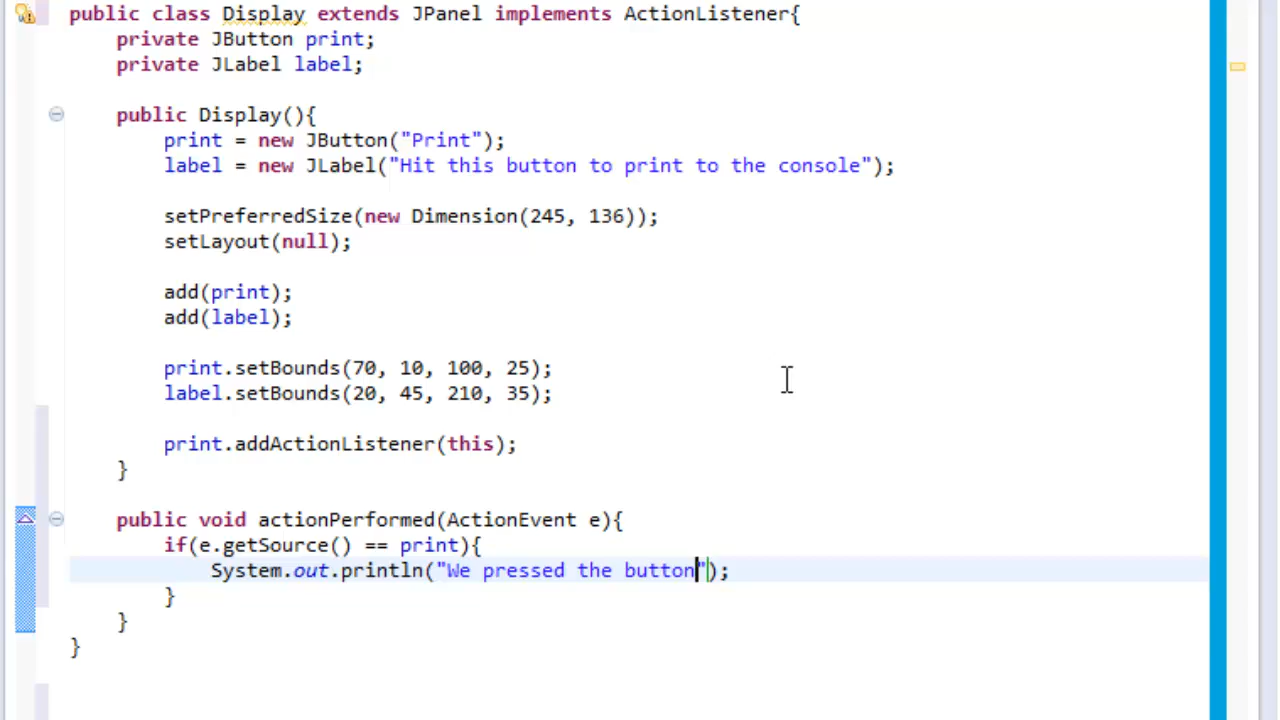 public class Display extends JPanel implements ActionListener{
private JButton print;
private JLabel label;
public Display(){
print = new JButton("Print");
label = new JLabel("Hit this button to print to the console");
setPreferredSize(new Dimension(245, 136));
setLayout(null);
add(print);
add(label);
print.setBounds(70, 10, 100, 25);
label.setBounds(20, 45, 210, 35);
print.addActionListener(this);
}
public void actionPerformed(ActionEvent e){
if(e.getSource() == print){
System.out.println("We pressed the button");
}
}
}